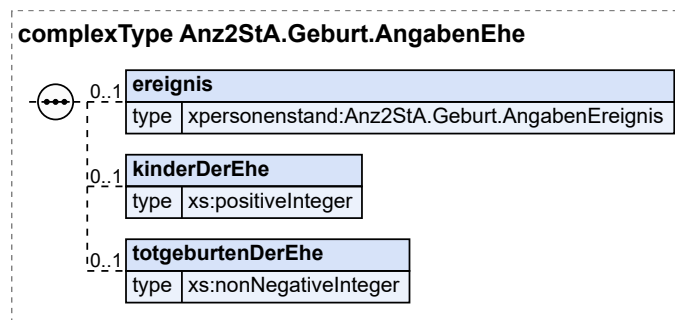 complexType Anz2StA.Geburt.AngabenEhe
0..1 ereignis
type xpersonenstand:Anz2StA.Geburt.AngabenEreignis
0..1 kinderDerEhe
type xs:positiveInteger
0..1 totgeburtenDerEhe
type xs:nonNegativeInteger